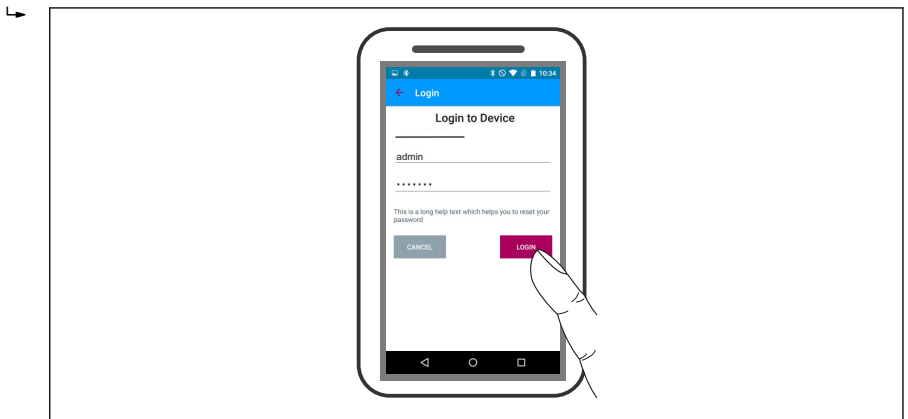 10:34
Login
Login to Device
admin
•••••••
This is a long help text which helps you to reset your
password
CANCEL
LOGIN